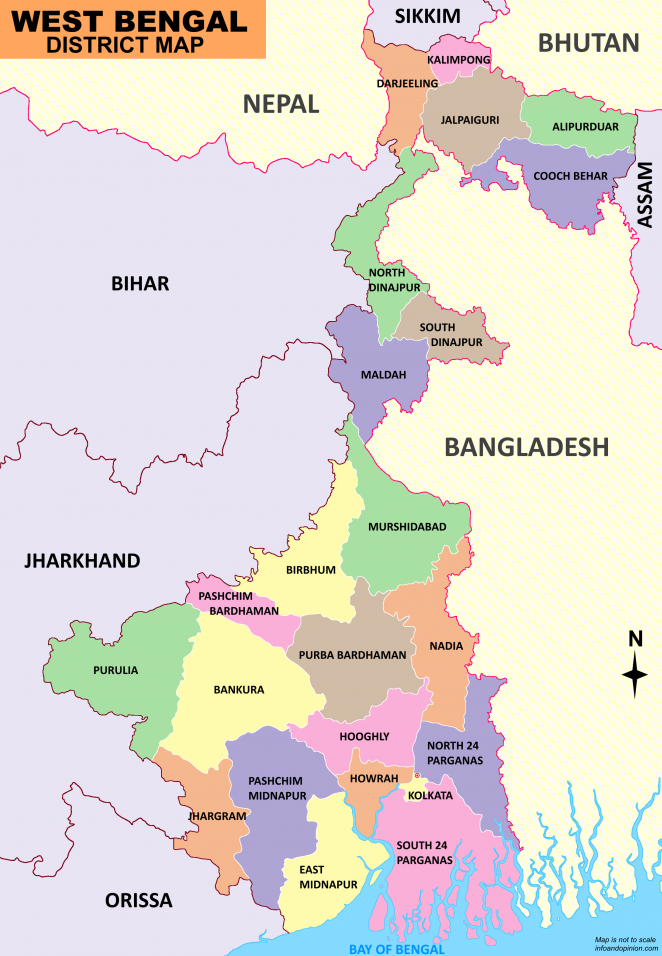 WEST BENGAL
DISTRICT MAP
SIKKIM
BHUTAN
KALIMPONG
DARJEELING
NEPAL
JALPAIGURI
ALIPURDUAR
COOCH BEHAR
ASSAM
BIHAR
NORTH
DINAJPUR
SOUTH
DINAJPUR
MALDAH
BANGLADESH
MURSHIDABAD
JHARKHAND
BIRBHUM
PASHCHIM
BARDHAMAN
N
NADIA
PURBA BARDHAMAN
PURULIA
BANKURA
HOOGHLY
NORTH 24
PARGANAS
HOWRAH
PASHCHIM
MIDNAPUR
KOLKATA
JHARGRAM
SOUTH 24
PARGANAS
EAST
MIDNAPUR
ORISSA
BAY OF BENGAL
Map is not to scale
infoandopinion.com